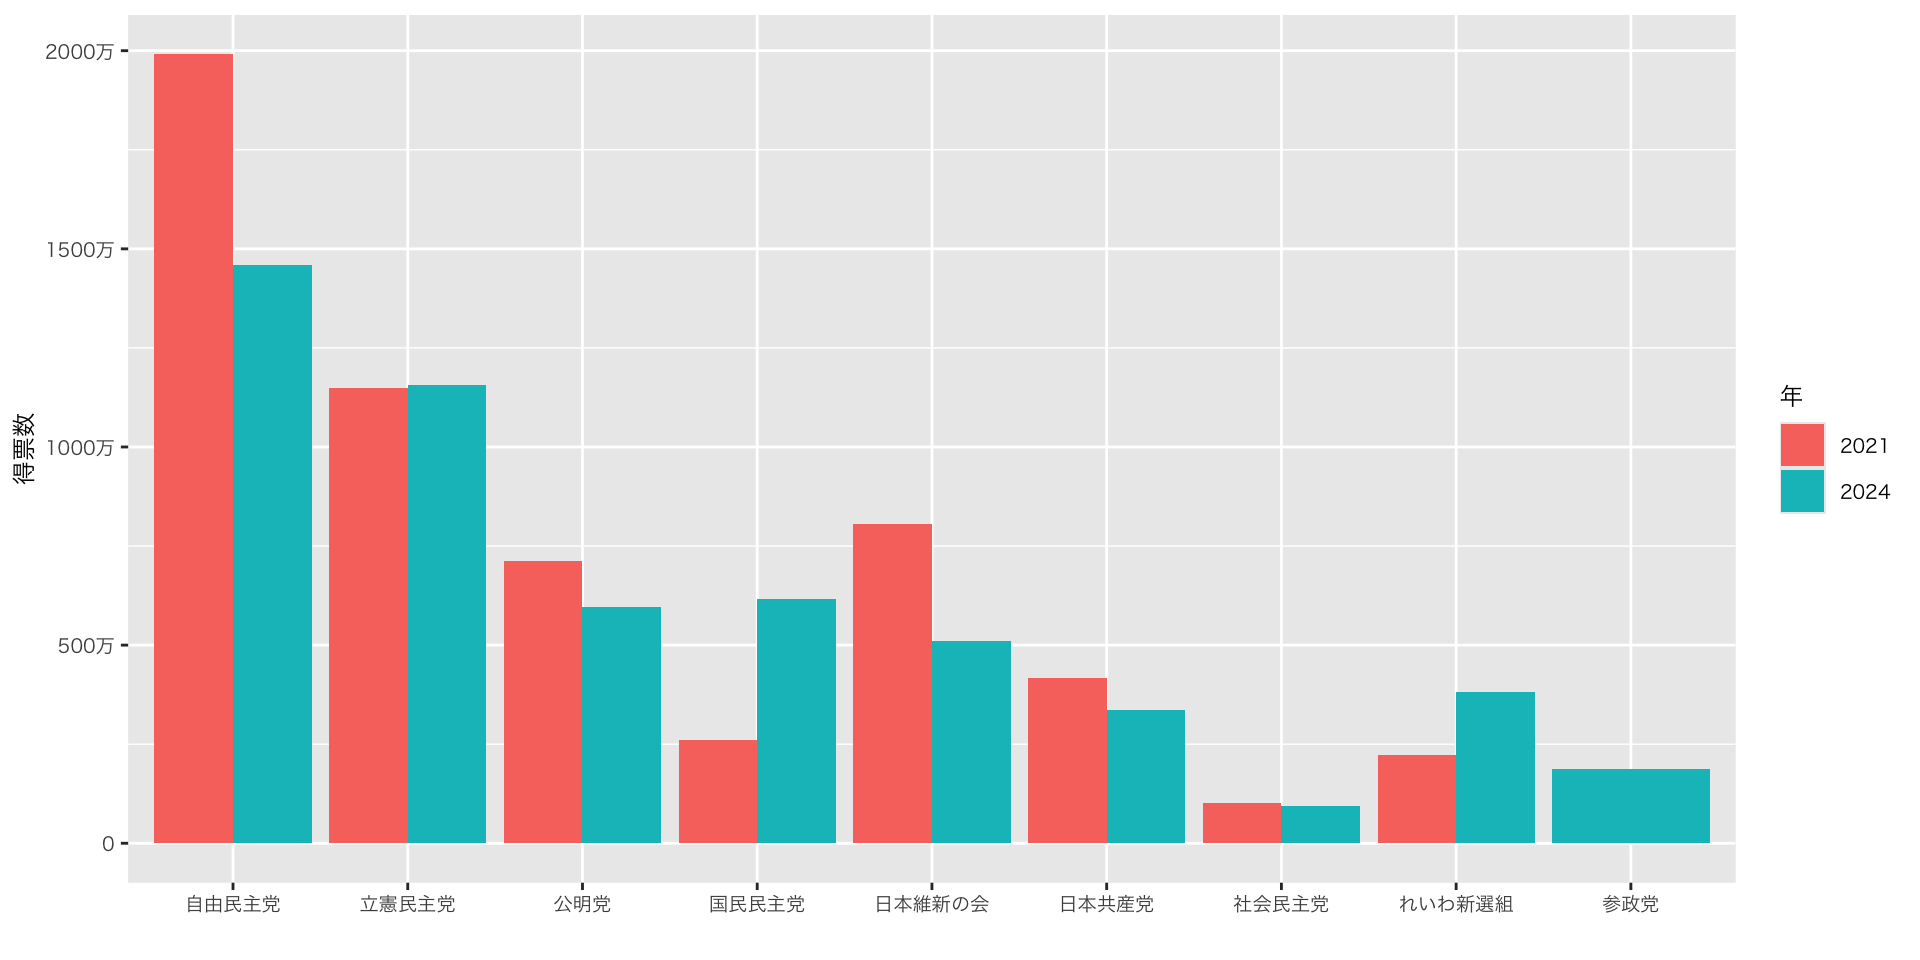 得票数
2000万
1500万
1000万
500万
0
自由民主党
立憲民主党
公明党
国民民主党
日本維新の会
日本共産党
社会民主党
れいわ新選組
参政党
年
2021
2024